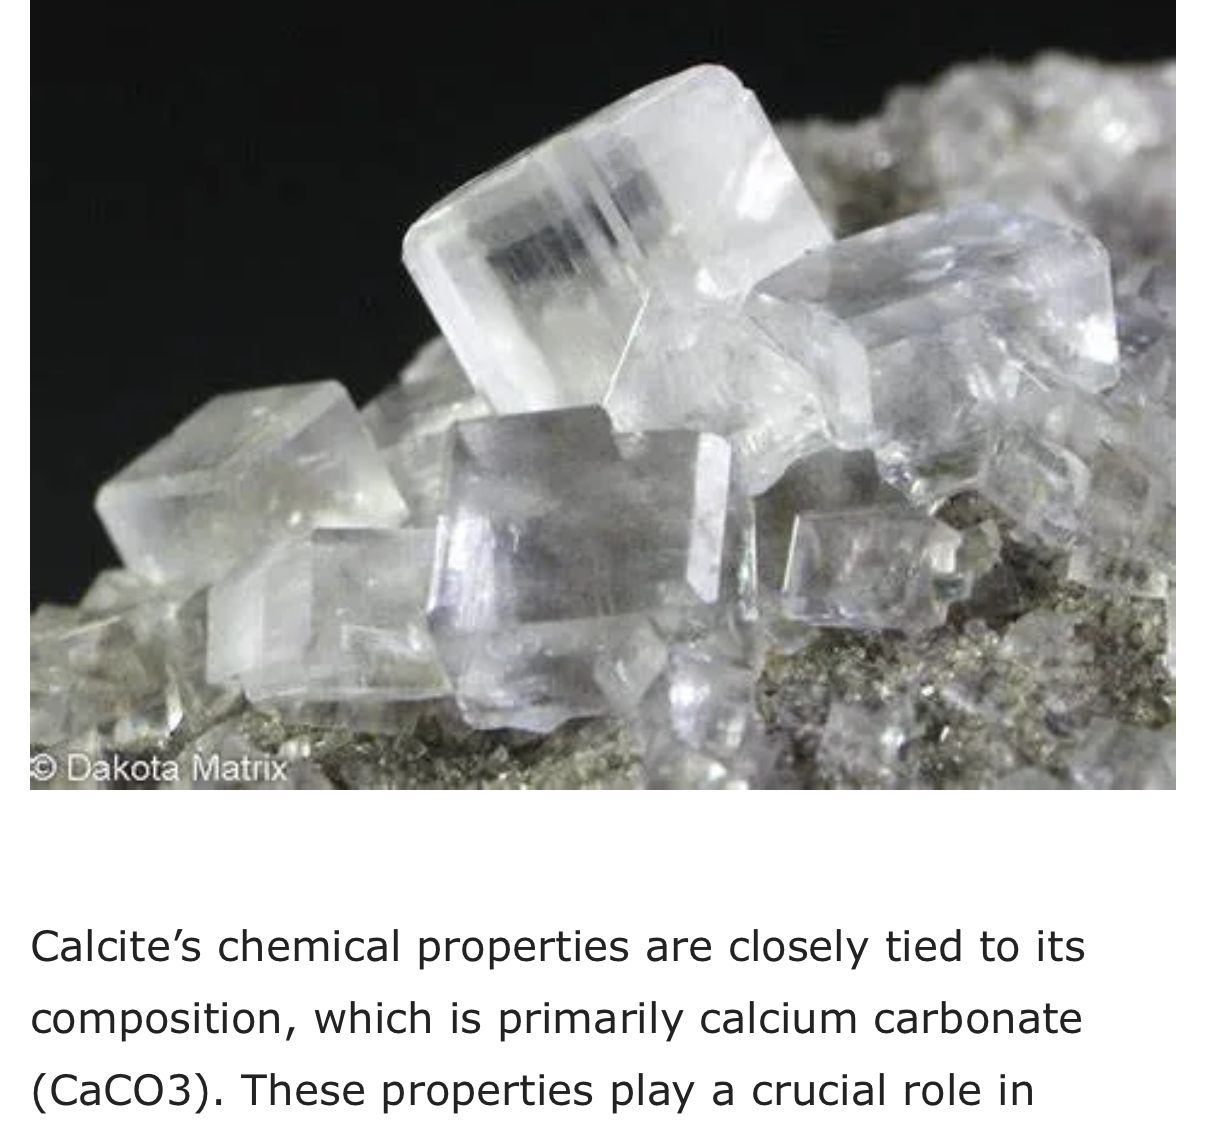 © Dakota Matrix
Calcite’s chemical properties are closely tied to its
composition, which is primarily calcium carbonate
(CaCO3). These properties play a crucial role in